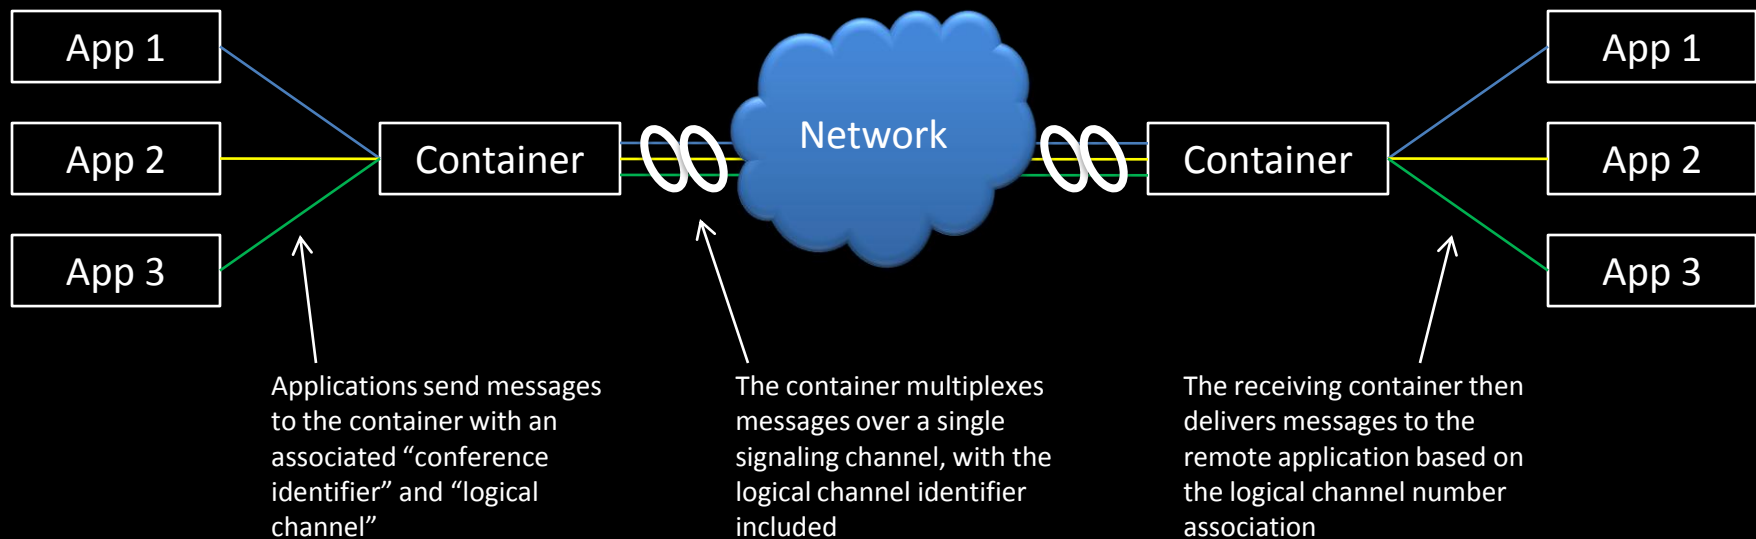 App 1
App 2
App 3
Container
Network
Container
App 1
App 2
App 3
Applications send messages
to the container with an
associated “conference
identifier” and “logical
channel”
The container multiplexes
messages over a single
signaling channel, with the
logical channel identifier
included
The receiving container then
delivers messages to the
remote application based on
the logical channel number
association